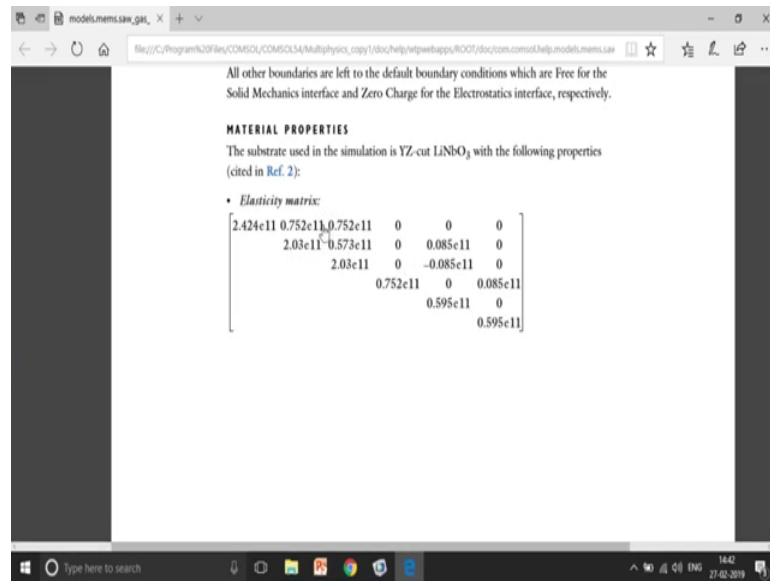 models.mems.saw_gas_
file:///C:/Program%20Files/COMSOL/COMSOL54/Multiphysics_copy1/doc/help/wtpwebapps/ROOT/doc/com.comsol.help.models.mems.saw
All other boundaries are left to the default boundary conditions which are Free for the
Solid Mechanics interface and Zero Charge for the Electrostatics interface, respectively.
MATERIAL PROPERTIES
The substrate used in the simulation is YZ-cut LiNbO₃ with the following properties
(cited in Ref. 2):
• Elasticity matrix:
2.424e11 0.752e11 0.752e11 0 0 0
2.03e11 0.573e11 0 0.085e11 0
2.03e11 0 −0.085e11 0
0.752e11 0 0.085e11
0.595e11 0
0.595e11
Type here to search
ENG
14:42
27-02-2019